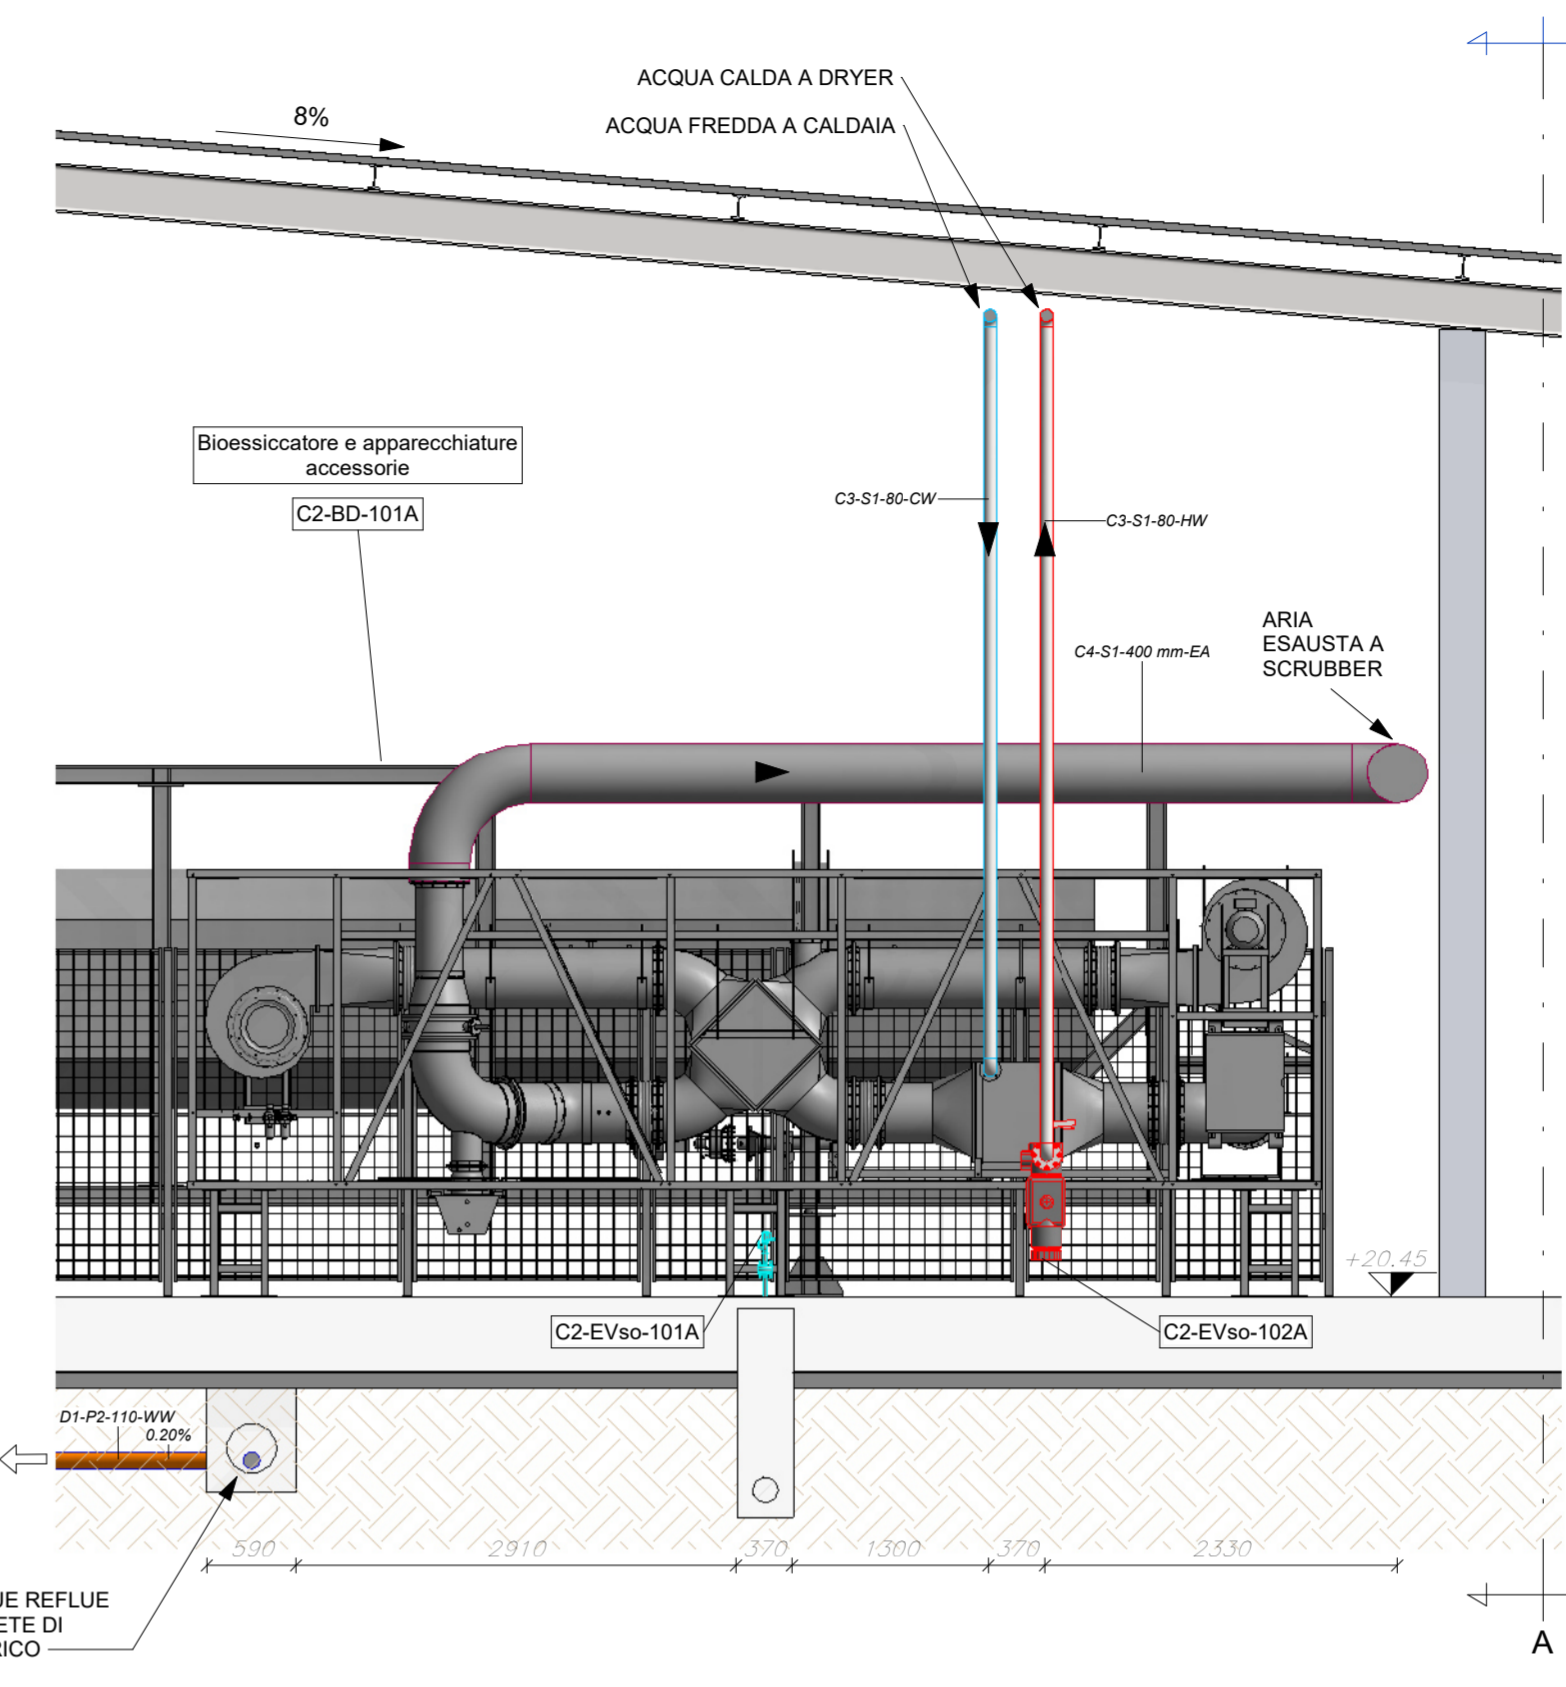 ACQUA CALDA A DRYER
8%
ACQUA FREDDA A CALDAIA
Bioessiccatore e apparecchiature
accessorie
C2-BD-101A
C3-S1-80-CW
C3-S1-80-HW
ARIA
ESAUSTA A
SCRUBBER
C4-S1-400 mm-EA
+20.45
C2-EVso-101A
C2-EVso-102A
D1-P2-110-WW
0.20%
590 2910 370 1300 370 2330
UE REFLUE
ETE DI
RICO
A